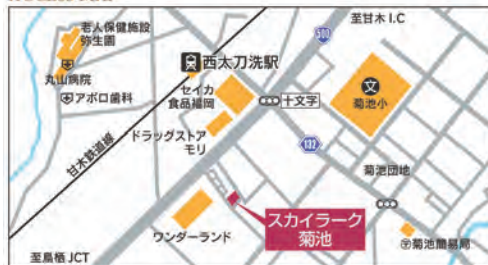 至甘木I.C
老人保健施設
弥生園
500
西太刀洗駅
丸山病院
アポロ歯科
セイカ
食品福岡
十文字
文
菊池小
ドラッグストア
モリ
132
甘木鉄道線
菊池団地
スカイラーク
菊池
ワンダーランド
菊池簡易局
至鳥栖JCT